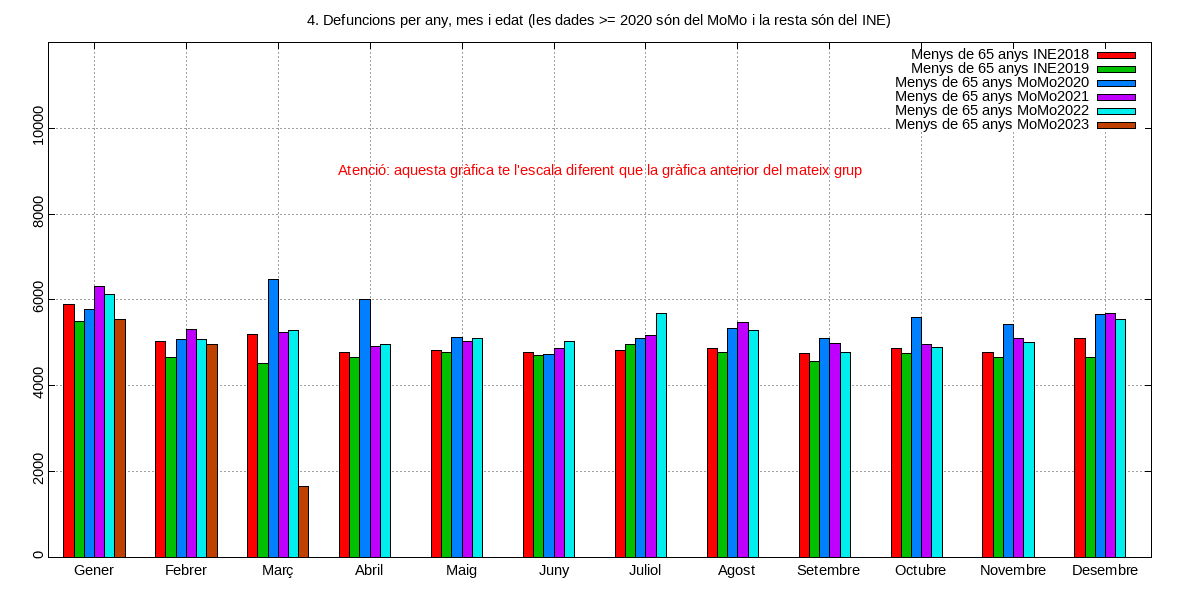 4. Defuncions per any, mes i edat (les dades >= 2020 són del MoMo i la resta són del INE)
Menys de 65 anys INE2018
Menys de 65 anys INE2019
Menys de 65 anys MoMo2020
Menys de 65 anys MoMo2021
Menys de 65 anys MoMo2022
Menys de 65 anys MoMo2023
Atenció: aquesta gràfica te l'escala diferent que la gràfica anterior del mateix grup
10000
8000
6000
4000
2000
0
Gener Febrer Març Abril Maig Juny Juliol Agost Setembre Octubre Novembre Desembre